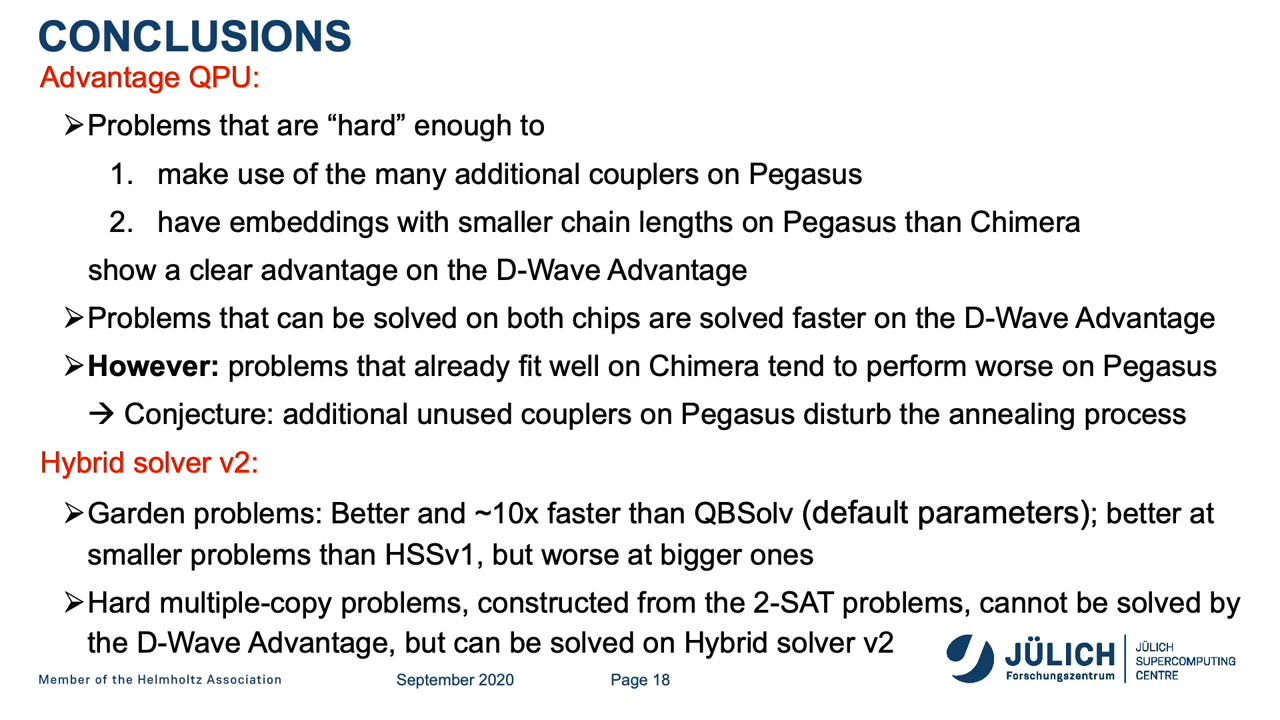 CONCLUSIONS
Advantage QPU:
➢Problems that are “hard” enough to
1. make use of the many additional couplers on Pegasus
2. have embeddings with smaller chain lengths on Pegasus than Chimera
show a clear advantage on the D-Wave Advantage
➢Problems that can be solved on both chips are solved faster on the D-Wave Advantage
➢However: problems that already fit well on Chimera tend to perform worse on Pegasus
→ Conjecture: additional unused couplers on Pegasus disturb the annealing process
Hybrid solver v2:
➢Garden problems: Better and ~10x faster than QBSolv (default parameters); better at
smaller problems than HSSv1, but worse at bigger ones
➢Hard multiple-copy problems, constructed from the 2-SAT problems, cannot be solved by
the D-Wave Advantage, but can be solved on Hybrid solver v2
Member of the Helmholtz Association
September 2020
Page 18
JÜLICH
Forschungszentrum
JÜLICH
SUPERCOMPUTING
CENTRE